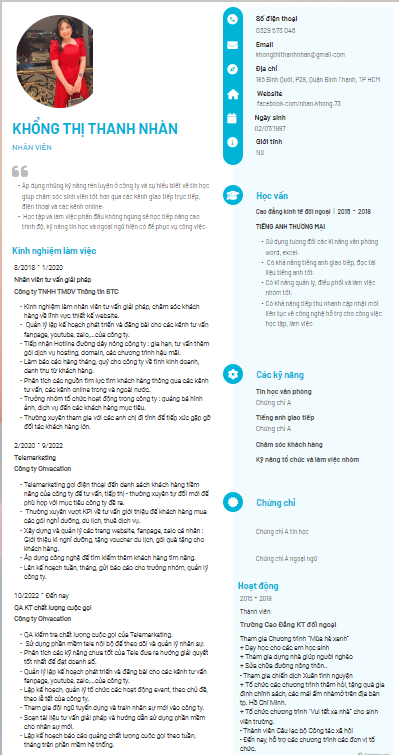 KHỔNG THỊ THANH NHÀN
NHÂN VIÊN
- Áp dụng những kỹ năng rèn luyện ở công ty và sự hiểu biết về tin học
giúp chăm sóc sinh viên tốt hơn qua các kênh giao tiếp trực tiếp,
điện thoại và các kênh online
- Học tập và làm việc phấn đấu không ngừng sẽ học tiếp nâng cao
trình độ, kỹ năng tin học và ngoại ngữ hiện có để phục vụ công việc.
Kinh nghiệm làm việc
8/2018 - 1/2020
Nhân viên tư vấn giải pháp
Công ty TNHH TMDV Thông tin BTC
- Kinh nghiệm làm nhân viên tư vấn giải pháp, chăm sóc khách
hàng về lĩnh vực thiết kế website.
- Quản lý lập kế hoạch phát triển và đăng bài cho các kênh tư vấn
fanpage, youtube, zalo,...của công ty.
- Tiếp nhận Hotline đường dây nóng công ty : gia hạn, tư vấn thêm
gói dịch vụ hosting, domain, các chương trình hậu mãi.
- Làm báo cáo hàng tháng, quý cho công ty về tình kinh doanh,
danh thu từ khách hàng.
- Phân tích các nguồn tìm lực tìm khách hàng thông qua các kênh
tư vấn, các kênh online trong và ngoài nước.
- Trưởng nhóm tổ chức hoạt động trong công ty : quảng bá hình
ảnh, dịch vụ đến các khách hàng mục tiêu.
- Thường xuyên tham gia với các anh chị đi tỉnh để tiếp xúc gặp gỡ
đối tác khách hàng lớn.
2/2020 - 9/2022
Telemarketing
Công ty Ohvacation
- Telemarketing gọi điện thoại đến danh sách khách hàng tiềm
năng của công ty để tư vấn, tiếp thị - thường xuyên tự đổi mới để
phù hợp với mục tiêu công ty đề ra.
- Thường xuyên vượt KPI về tư vấn giới thiệu để khách hàng mua
các gói nghỉ dưỡng, du lịch, thuê dịch vụ.
- Xây dựng và quản lý các trang website, fanpage, zalo cá nhân :
Giới thiệu lĩ nghỉ dưỡng, tặng voucher du lịch, gói quà tặng cho
khách hàng.
- Áp dụng công nghệ để tìm kiếm thêm khách hàng tìm năng.
- Lên kế hoạch tuần, tháng, gửi báo cáo cho trưởng nhóm, quản lý
công ty.
10/2022 - Đến nay
QA KT chất lượng cuộc gọi
Công ty Ohvacation
- QA kiểm tra chất lượng cuộc gọi của Telemarketing.
- Sử dụng phần mềm tele nội bộ để theo dõi và quản lý nhân sự.
- Phân tích các kỹ năng chưa tốt của Tele đưa ra hướng giải quyết
tốt nhất để đạt doanh số.
- Quản lý lập kế hoạch phát triển và đăng bài cho các kênh tư vấn
fanpage, youtube, zalo,...của công ty.
- Lập kế hoạch, quản lý tổ chức các hoạt động event, theo chủ đề,
theo lễ tết của công ty.
- Tham gia đội ngũ tuyển dụng và train nhân sự mới vào công ty.
- Soạn tài liệu tư vấn giải pháp và hướng dẫn sử dụng phần mềm
cho nhân sự mới.
- Lập kế hoạch báo cáo quảng chất lượng cuộc gọi theo tuần,
tháng trên phần mềm hệ thống.
Số điện thoại
0329 573 046
Email
khongthithanhnhan@gmail.com
Địa chỉ
185 Bình Quới, P28, Quận Bình Thạnh, TP HCM
Website
facebook.com/nhan-khong-73
Ngày sinh
02/07/1997
Giới tính
Nữ
Học vấn
Cao đẳng kinh tế đối ngoại | 2015 - 2018
TIẾNG ANH THƯƠNG MẠI
- Sử dụng tương đối các kĩ năng văn phòng
word, excel-
- Có khả năng tiếng anh giao tiếp, đọc tài
liệu tiếng anh tốt-
- Có kĩ năng quản lý, điều phối và làm việc
nhóm tốt-
- Có khả năng tiếp thu nhanh cập nhật mới
liên tục về công nghệ hỗ trợ cho công việc
học tập, làm việc-
Các kỹ năng
Tin học văn phòng
Chứng chỉ A
Tiếng anh giao tiếp
Chứng chỉ A
Chăm sóc khách hàng
Kỹ năng tổ chức và làm việc nhóm
Chứng chỉ
Chứng chỉ A tin học
Chứng chỉ A ngoại ngữ
Hoạt động
2015 - 2018
Thành viên
Trường Cao Đẳng KT đối ngoại
Tham gia Chương trình "Mùa hè xanh"
+ Dạy học cho các em học sinh
+ Tham gia dựng nhà giúp người nghèo
+ Sửa chữa đường nông thôn..
- Tham gia chiến dịch Xuân tình nguyện
+ Tổ chức các chương trình thăm hỏi, tặng quà gia
đình chính sách, các mái ấm nhàmở trên địa bàn
tp. Hồ Chí Minh.
+ Tổ chức chương trình "Vui tết xa nhà" cho sinh
viên trường.
- Thành viên Câu lạc bộ Công tác xã hội
- Đến nay, hỗ trợ các chương trình các đơn vị tổ
chức.